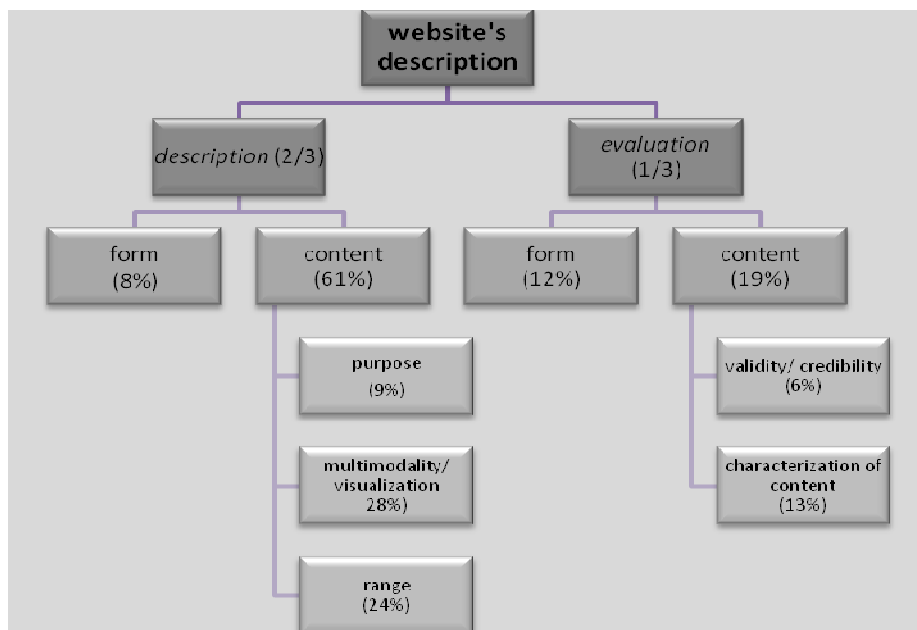 website's
description
description (2/3)
evaluation
(1/3)
form
(8%)
content
(61%)
form
(12%)
content
(19%)
purpose
(9%)
multimodality/
visualization
28%)
range
(24%)
validity/ credibility
(6%)
characterization of
content
(13%)